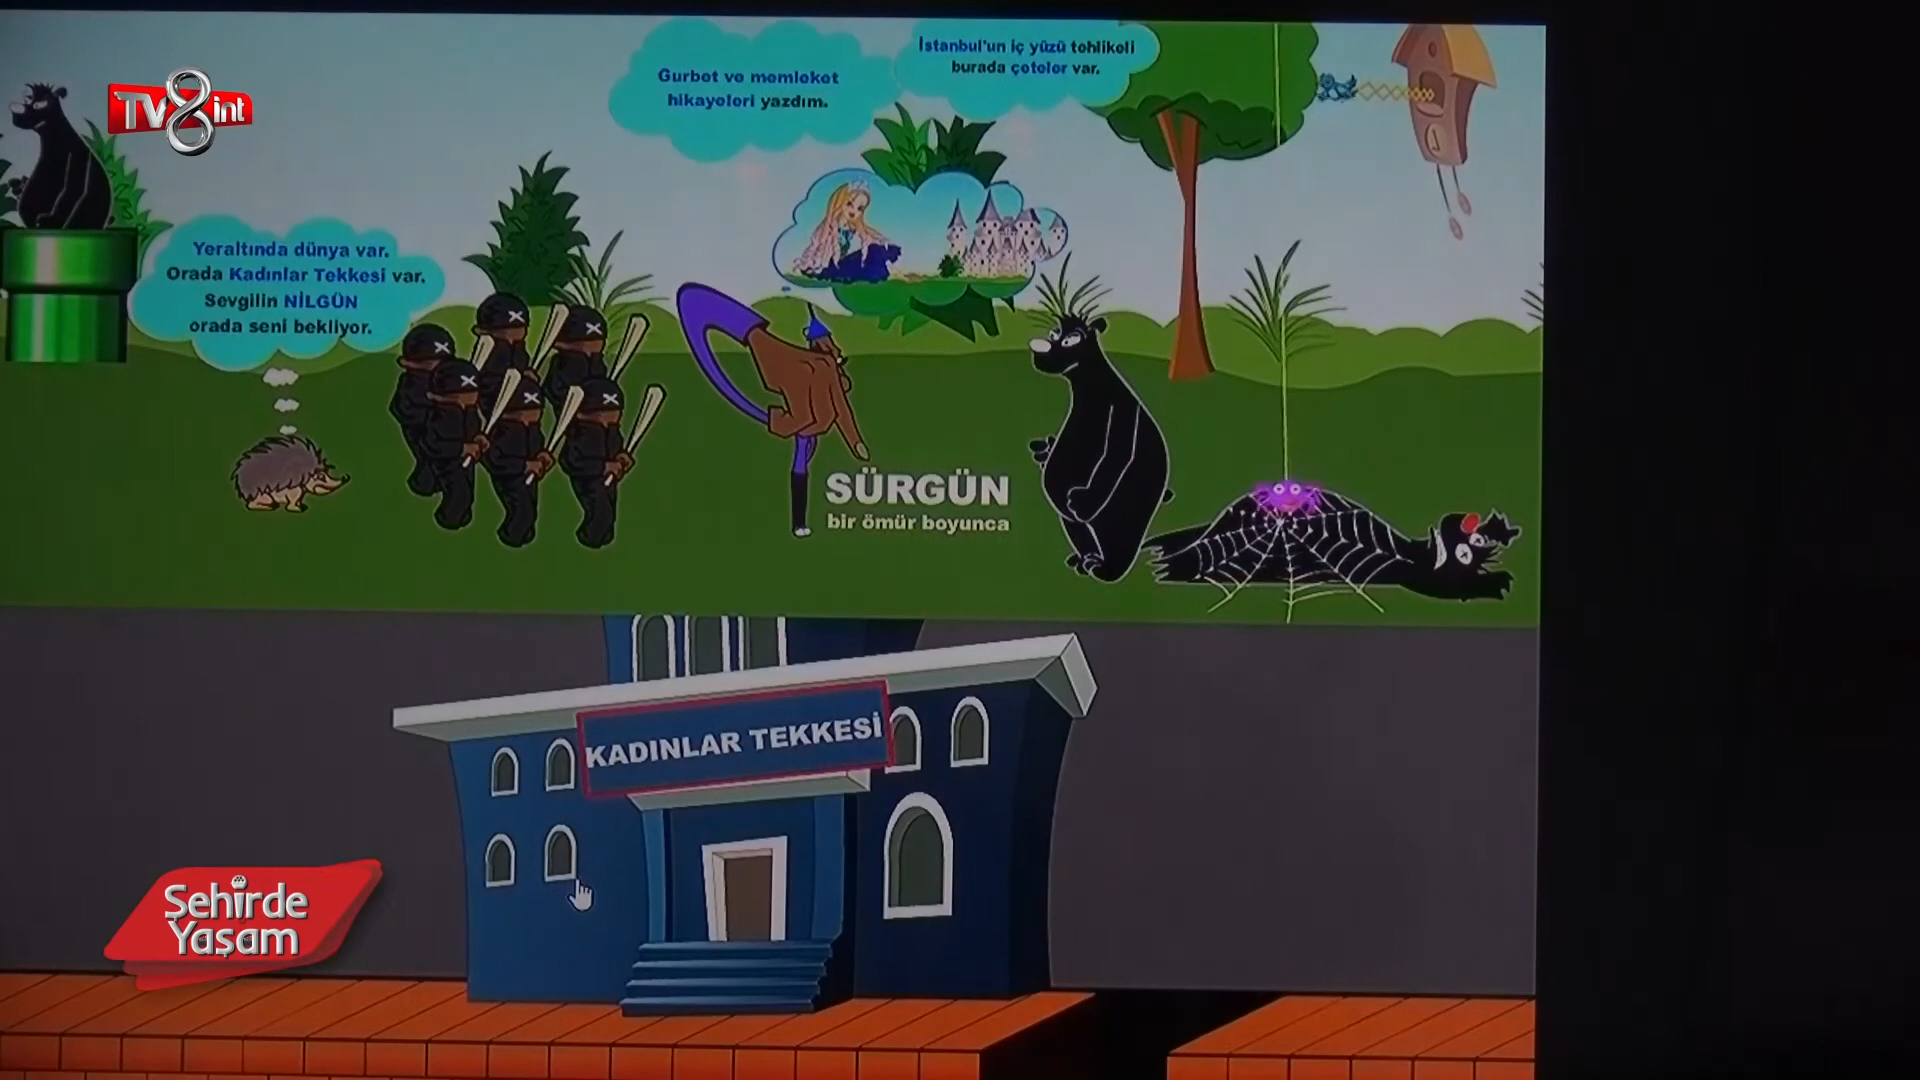 TV8int
Gurbet ve memleket
hikayeleri yazdım.
İstanbul'un iç yüzü tehlikeli
burada çeteler var.
Yeraltında dünya var.
Orada Kadınlar Tekkesi var.
Sevgilin NİLGÜN
orada seni bekliyor.
SÜRGÜN
bir ömür boyunca
KADINLAR TEKKESİ
Şehirde
Yaşam